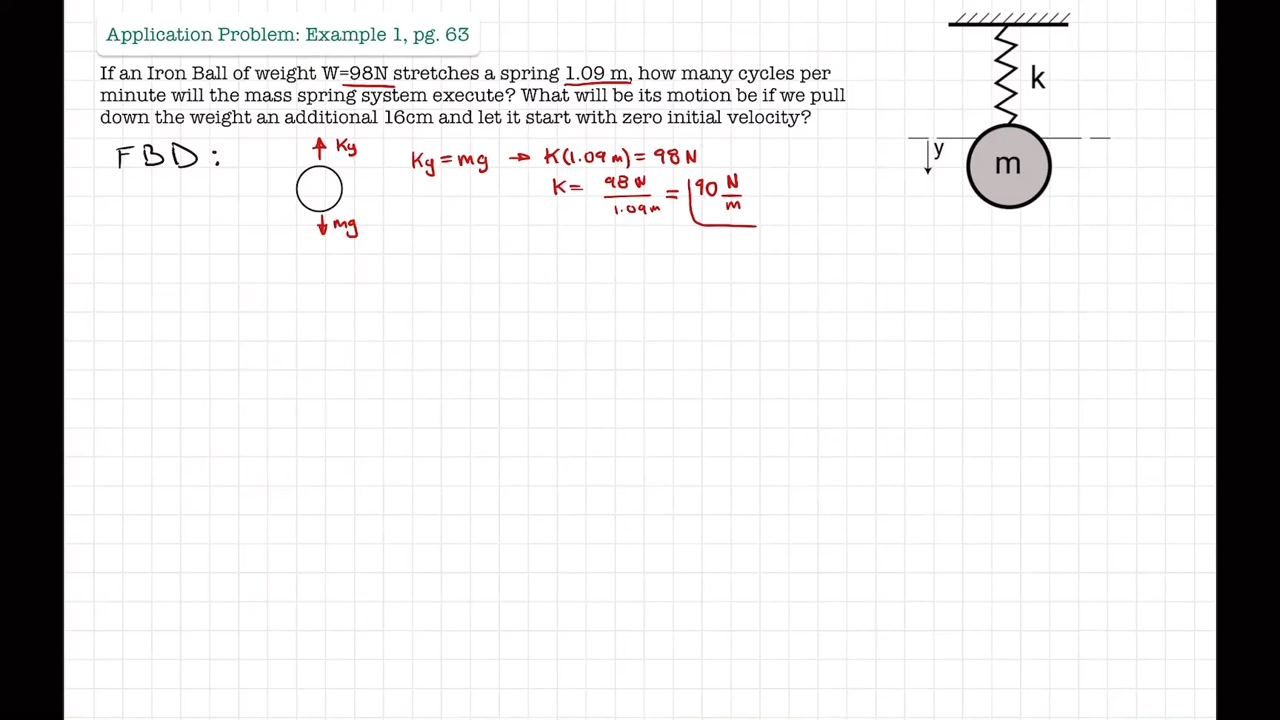 Application Problem: Example 1, pg. 63
If an Iron Ball of weight W=98N stretches a spring 1.09 m, how many cycles per
minute will the mass spring system execute? What will be its motion be if we pull
down the weight an additional 16cm and let it start with zero initial velocity?
FBD:
Ky
mg
Ky = mg → K(1.09 m) = 98 N
K = 98 N / 1.09 m = 90 N/m
k
y
m